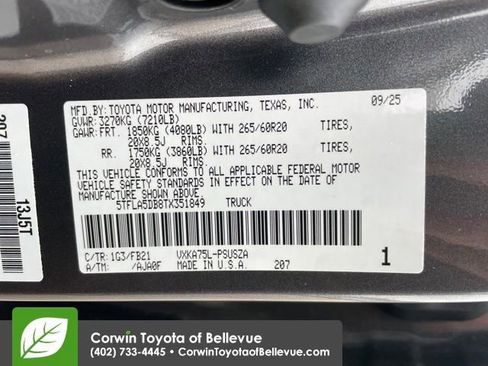 MFD.BY: TOYOTA MOTOR MANUFACTURING, TEXAS, INC. 09/25
GVWR: 3270KG (7210LB)
GAWR: FRT. 1850KG (4080LB) WITH 265/60R20 TIRES,
20X8.5J RIMS.
RR. 1750KG (3860LB) WITH 265/60R20 TIRES,
20X8.5J RIMS.
THIS VEHICLE CONFORMS TO ALL APPLICABLE FEDERAL MOTOR
VEHICLE SAFETY STANDARDS IN EFFECT ON THE DATE OF
MANUFACTURE SHOWN ABOVE
5TFLA5DB8TX351849 TRUCK
C/TR: 1G3/FB21 VXKA75L-PSUSZA
A/TM: /AJA0F MADE IN U.S.A. 207 1
207 13J5T
Corwin Toyota of Bellevue
(402) 733-4445 • CorwinToyotaofBellevue.com